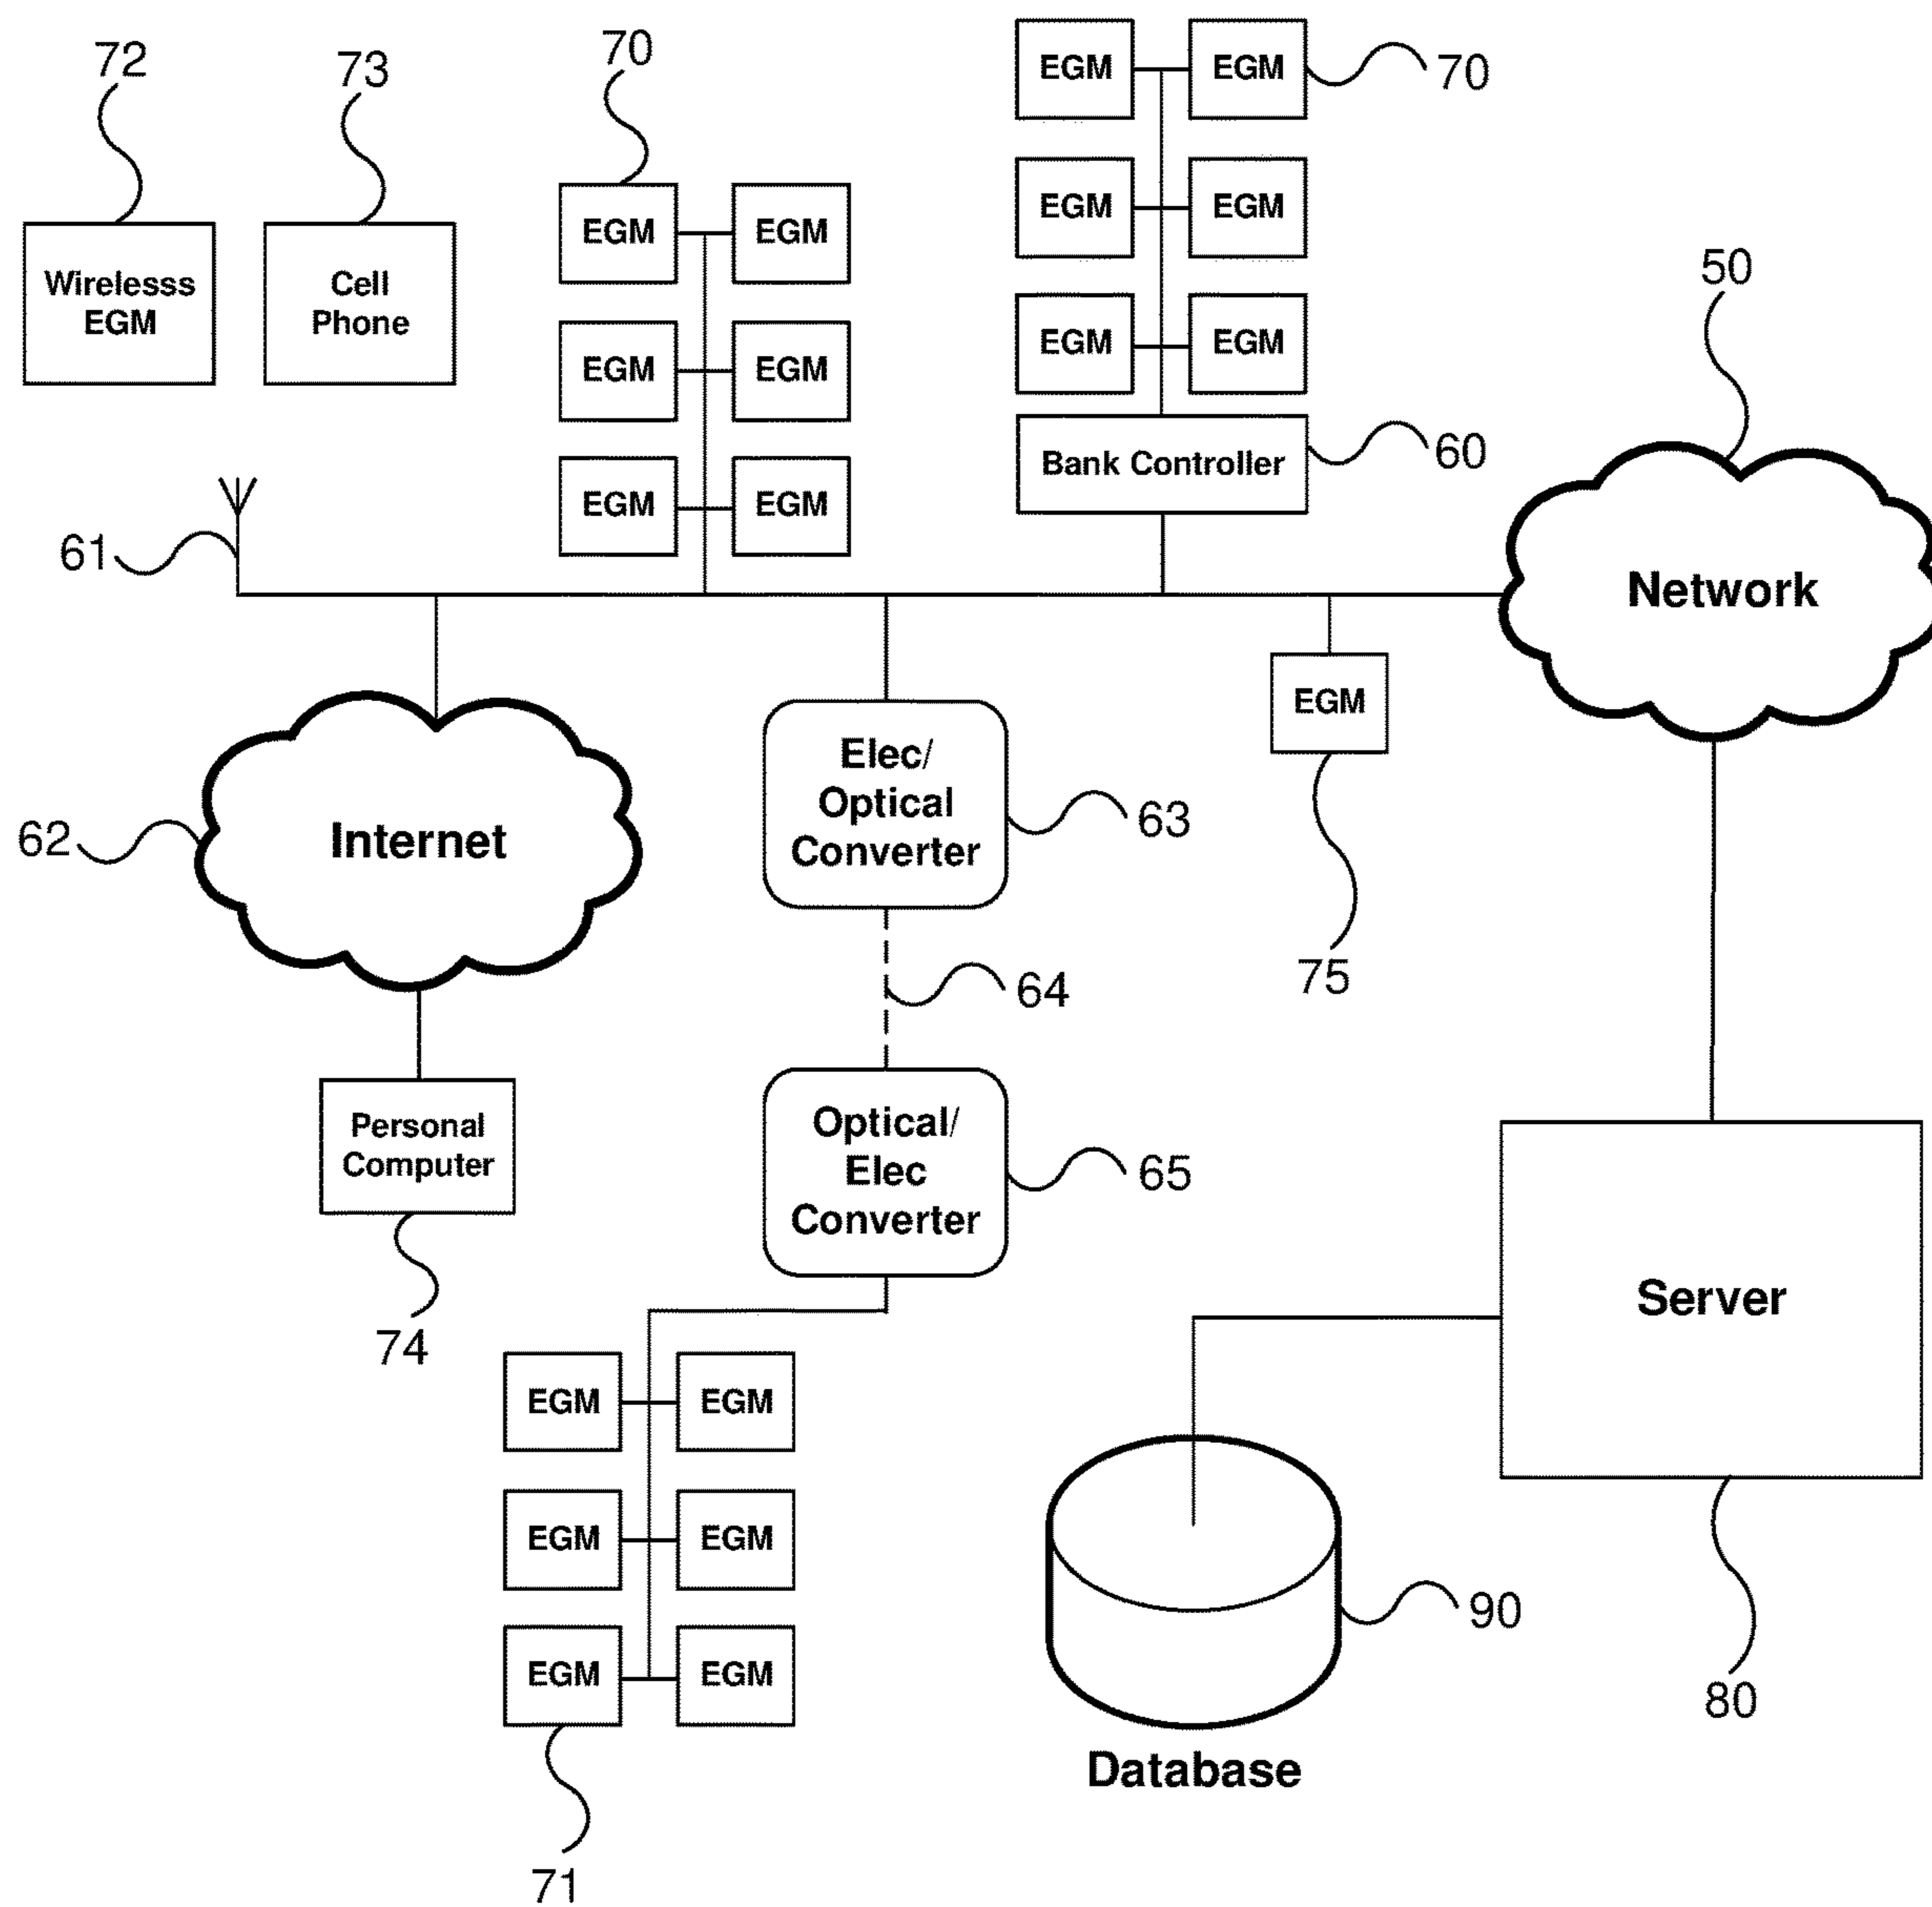 72
73
70
EGM EGM
70
EGM EGM
EGM EGM
EGM EGM
EGM EGM
EGM EGM
Wirelesss
EGM
Cell
Phone
50
Bank Controller
60
61
Network
EGM
75
62
Internet
Elec/
Optical
Converter
63
64
Personal
Computer
74
Optical/
Elec
Converter
65
Server
80
EGM EGM
EGM EGM
EGM EGM
71
90
Database